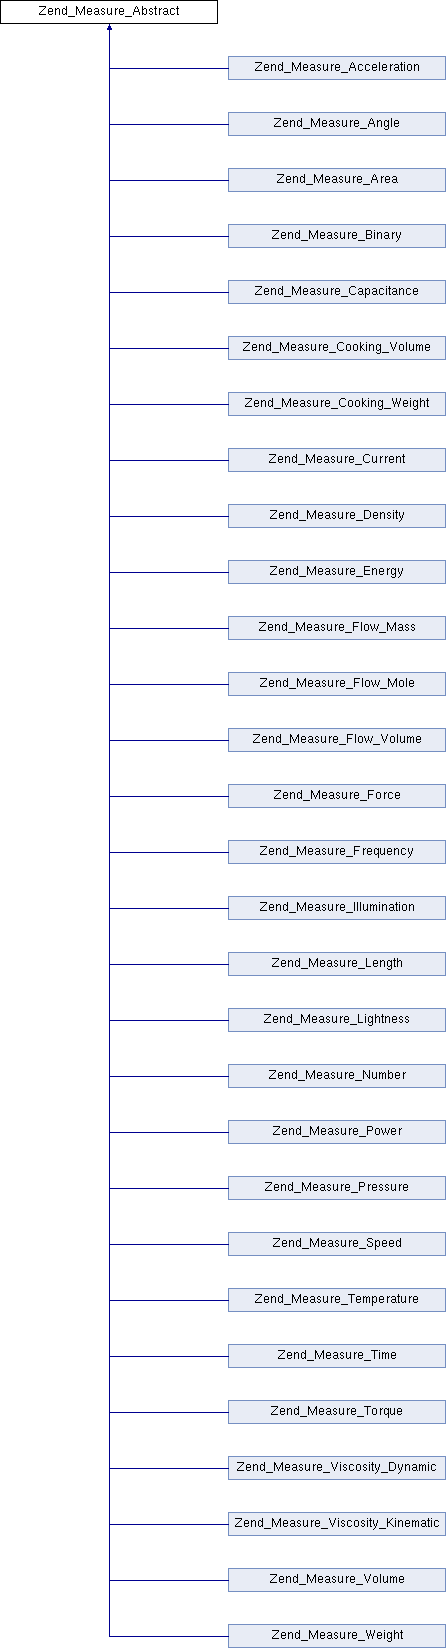 Zend_Measure_Abstract
Zend_Measure_Acceleration
Zend_Measure_Angle
Zend_Measure_Area
Zend_Measure_Binary
Zend_Measure_Capacitance
Zend_Measure_Cooking_Volume
Zend_Measure_Cooking_Weight
Zend_Measure_Current
Zend_Measure_Density
Zend_Measure_Energy
Zend_Measure_Flow_Mass
Zend_Measure_Flow_Mole
Zend_Measure_Flow_Volume
Zend_Measure_Force
Zend_Measure_Frequency
Zend_Measure_Illumination
Zend_Measure_Length
Zend_Measure_Lightness
Zend_Measure_Number
Zend_Measure_Power
Zend_Measure_Pressure
Zend_Measure_Speed
Zend_Measure_Temperature
Zend_Measure_Time
Zend_Measure_Torque
Zend_Measure_Viscosity_Dynamic
Zend_Measure_Viscosity_Kinematic
Zend_Measure_Volume
Zend_Measure_Weight